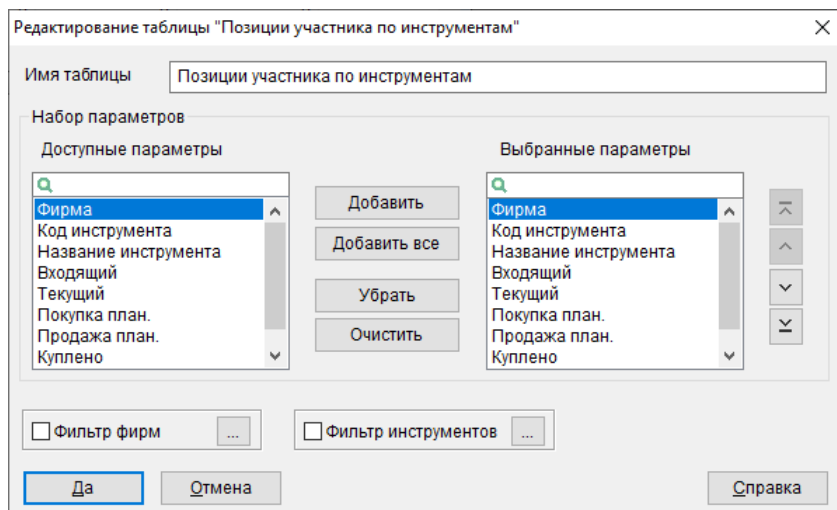 Редактирование таблицы "Позиции участника по инструментам"
Имя таблицы
Позиции участника по инструментам
Набор параметров
Доступные параметры
Фирма
Код инструмента
Название инструмента
Входящий
Текущий
Покупка план.
Продажа план.
Куплено
Добавить
Добавить все
Убрать
Очистить
Выбранные параметры
Фирма
Код инструмента
Название инструмента
Входящий
Текущий
Покупка план.
Продажа план.
Куплено
Фильтр фирм
...
Фильтр инструментов
...
Да
Отмена
Справка